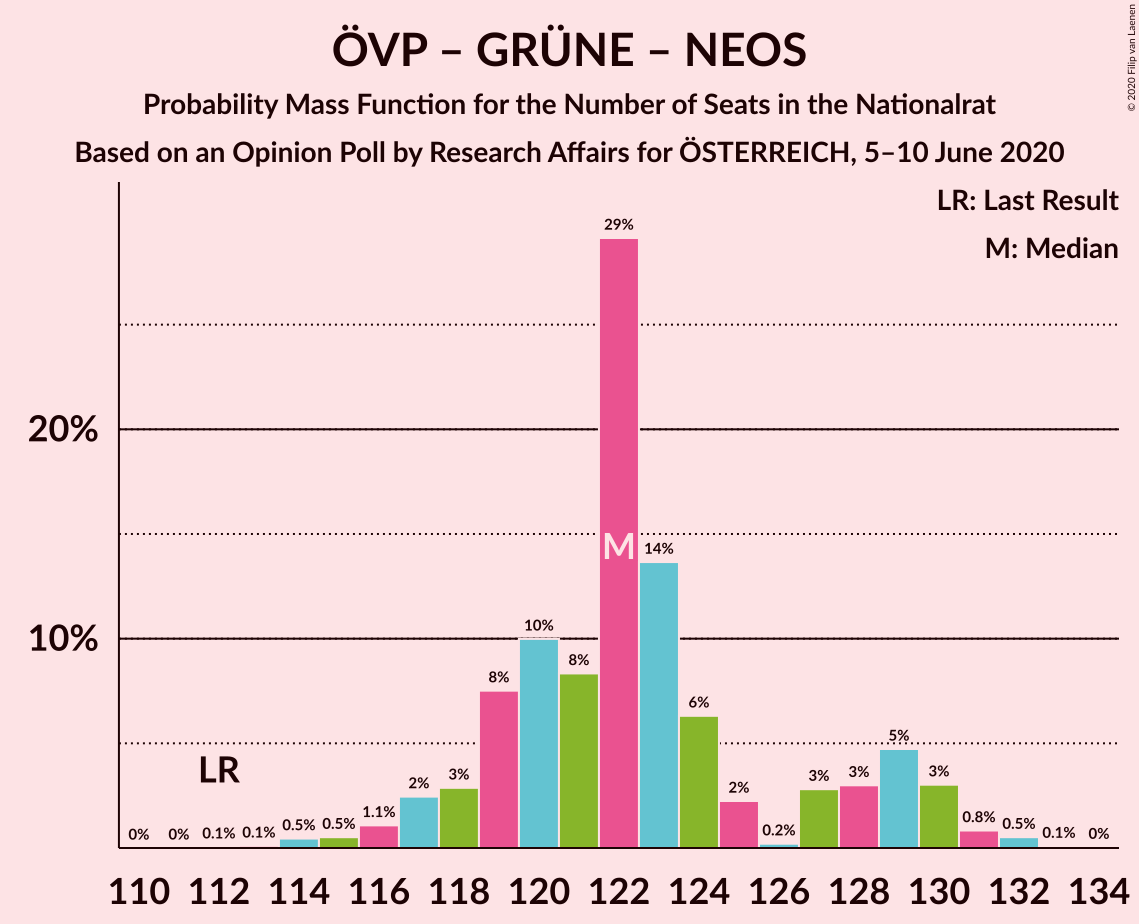 ÖVP – GRÜNE – NEOS
Probability Mass Function for the Number of Seats in the Nationalrat
Based on an Opinion Poll by Research Affairs for ÖSTERREICH, 5–10 June 2020
© 2020 Filip van Laenen
LR: Last Result
M: Median
20%
10%
LR
M
0% 0% 0.1% 0.1% 0.5% 0.5% 1.1% 2% 3% 8% 10% 8% 29% 14% 6% 2% 0.2% 3% 3% 5% 3% 0.8% 0.5% 0.1% 0%
110 112 114 116 118 120 122 124 126 128 130 132 134